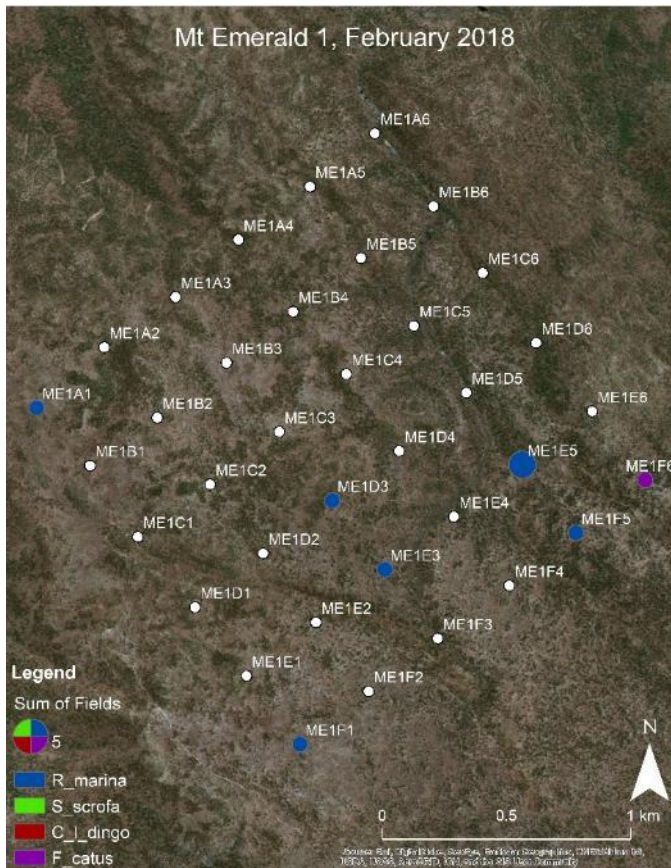 Mt Emerald 1, February 2018
ME1A6
ME1A5
ME1B6
ME1A4
ME1B5
ME1C6
ME1A3
ME1B4
ME1C5
ME1D6
ME1A2
ME1B3
ME1C4
ME1D5
ME1A1
ME1B2
ME1E6
ME1C3
ME1D4
ME1E5
ME1B1
ME1F6
ME1C2
ME1D3
ME1E4
ME1F5
ME1C1
ME1D2
ME1E3
ME1F4
ME1D1
ME1E2
ME1F3
ME1E1
ME1F2
ME1F1
Legend
Sum of Fields
5
R_marina
S_scrofa
C_l_dingo
F_catus
N
0 0.5 1 km